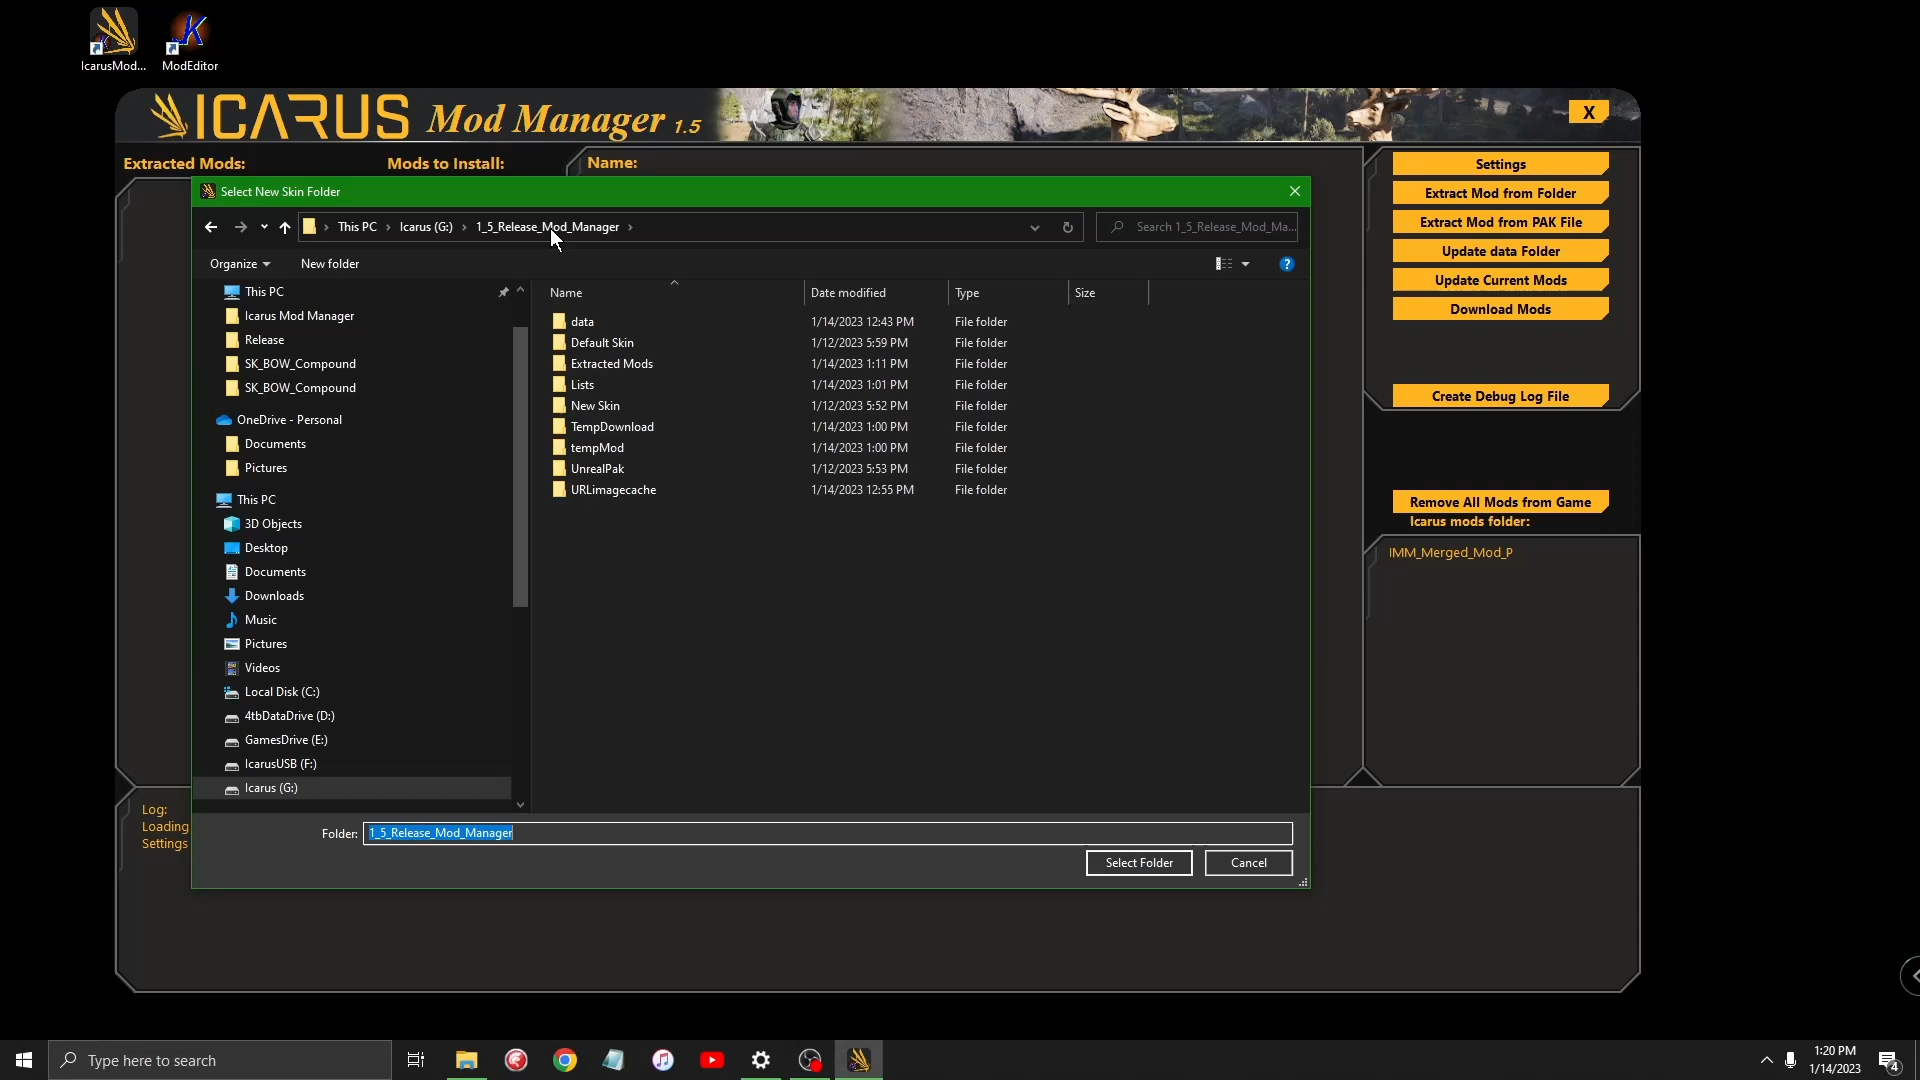 IcarusMod...
ModEditor
ICARUS Mod Manager 1.5
X
Extracted Mods:
Mods to Install:
Name:
Select New Skin Folder
This PC > Icarus (G:) > 1_5_Release_Mod_Manager >
Search 1_5_Release_Mod_Ma...
Organize
New folder
Name
Date modified
Type
Size
This PC
Icarus Mod Manager
Release
SK_BOW_Compound
SK_BOW_Compound
OneDrive - Personal
Documents
Pictures
This PC
3D Objects
Desktop
Documents
Downloads
Music
Pictures
Videos
Local Disk (C:)
4tbDataDrive (D:)
GamesDrive (E:)
IcarusUSB (F:)
Icarus (G:)
data 1/14/2023 12:43 PM File folder
Default Skin 1/12/2023 5:59 PM File folder
Extracted Mods 1/14/2023 1:11 PM File folder
Lists 1/14/2023 1:01 PM File folder
New Skin 1/12/2023 5:52 PM File folder
TempDownload 1/14/2023 1:00 PM File folder
tempMod 1/14/2023 1:00 PM File folder
UnrealPak 1/12/2023 5:53 PM File folder
URLimagecache 1/14/2023 12:55 PM File folder
Folder: 1_5_Release_Mod_Manager
Select Folder
Cancel
Settings
Extract Mod from Folder
Extract Mod from PAK File
Update data Folder
Update Current Mods
Download Mods
Create Debug Log File
Remove All Mods from Game
Icarus mods folder:
IMM_Merged_Mod_P
Log:
Loading
Settings
Type here to search
1:20 PM
1/14/2023
4